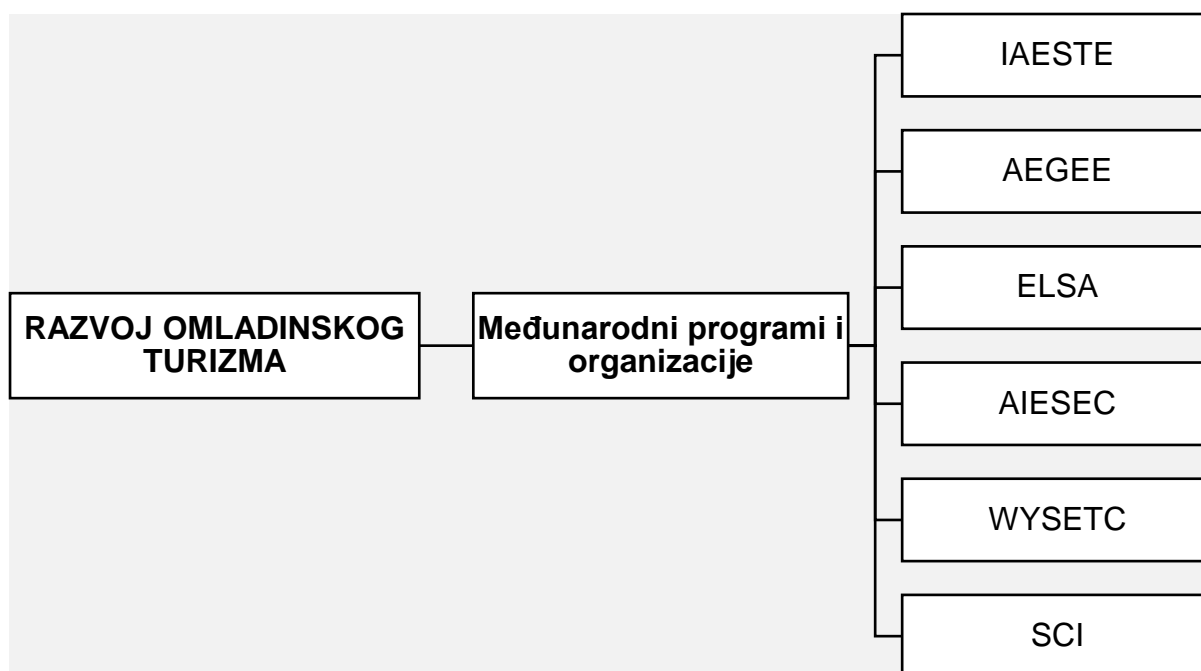 RAZVOJ OMLADINSKOG
TURIZMA
Međunarodni programi i
organizacije
IAESTE
AEGEE
ELSA
AIESEC
WYSETC
SCI